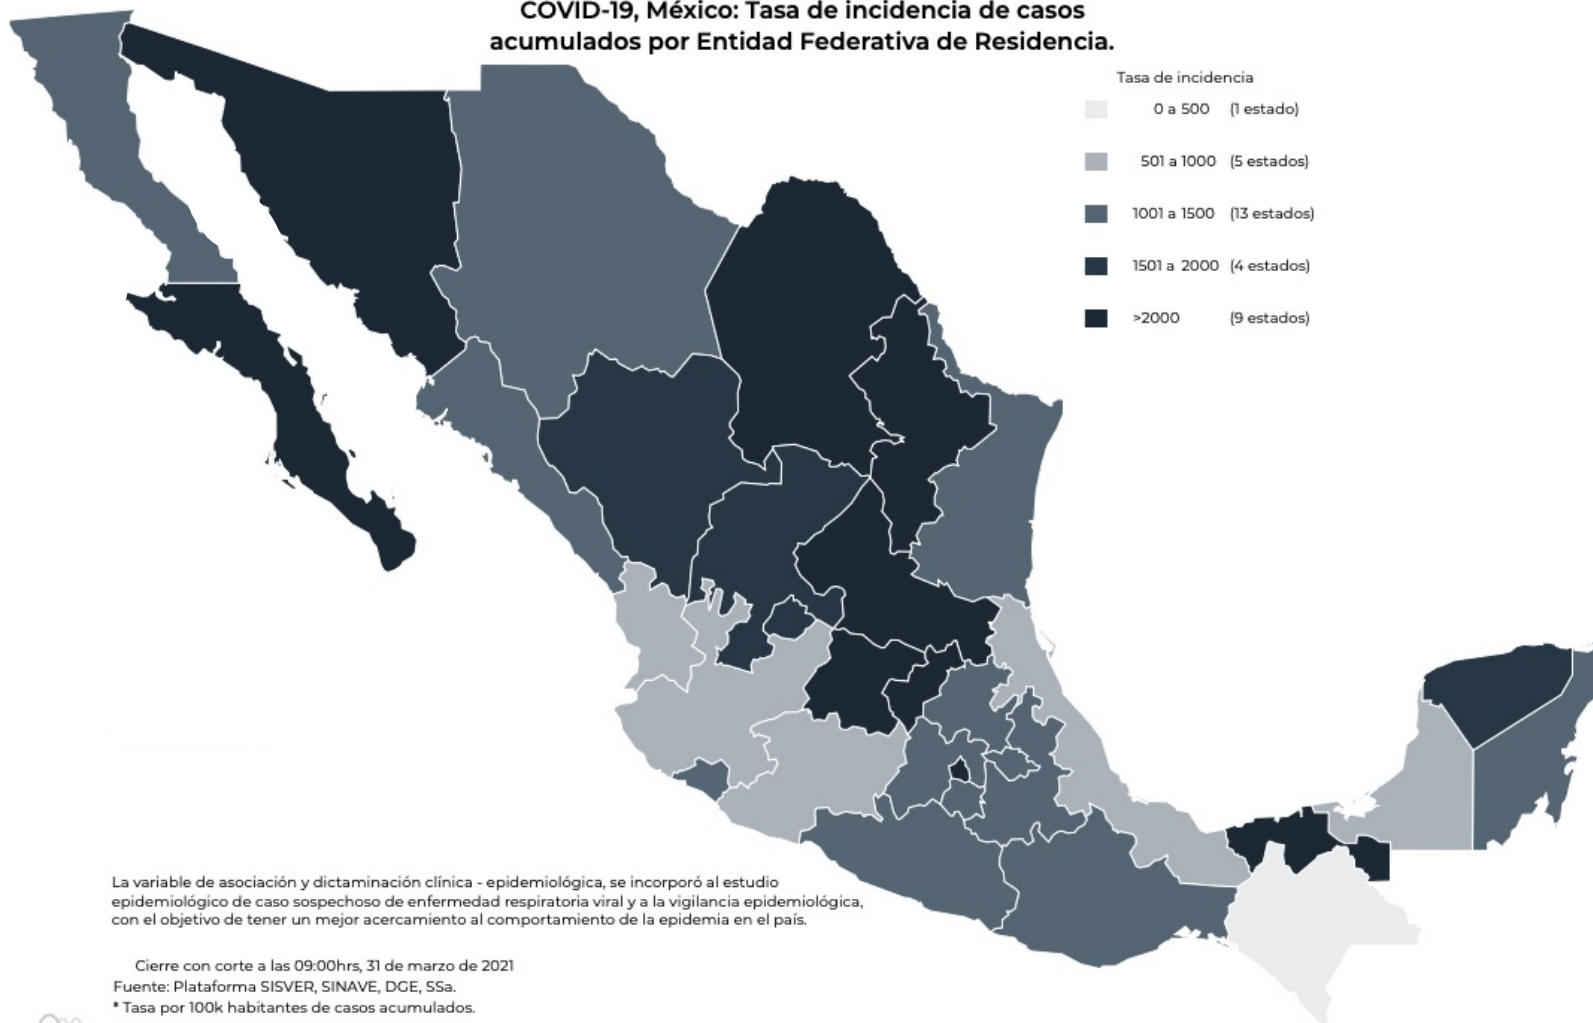 COVID-19, México: Tasa de incidencia de casos
acumulados por Entidad Federativa de Residencia.
Tasa de incidencia
0 a 500 (1 estado)
501 a 1000 (5 estados)
1001 a 1500 (13 estados)
1501 a 2000 (4 estados)
>2000 (9 estados)
La variable de asociación y dictaminación clínica - epidemiológica, se incorporó al estudio
epidemiológico de caso sospechoso de enfermedad respiratoria viral y a la vigilancia epidemiológica,
con el objetivo de tener un mejor acercamiento al comportamiento de la epidemia en el país.
Cierre con corte a las 09:00hrs, 31 de marzo de 2021
Fuente: Plataforma SISVER, SINAVE, DGE, SSa.
* Tasa por 100k habitantes de casos acumulados.